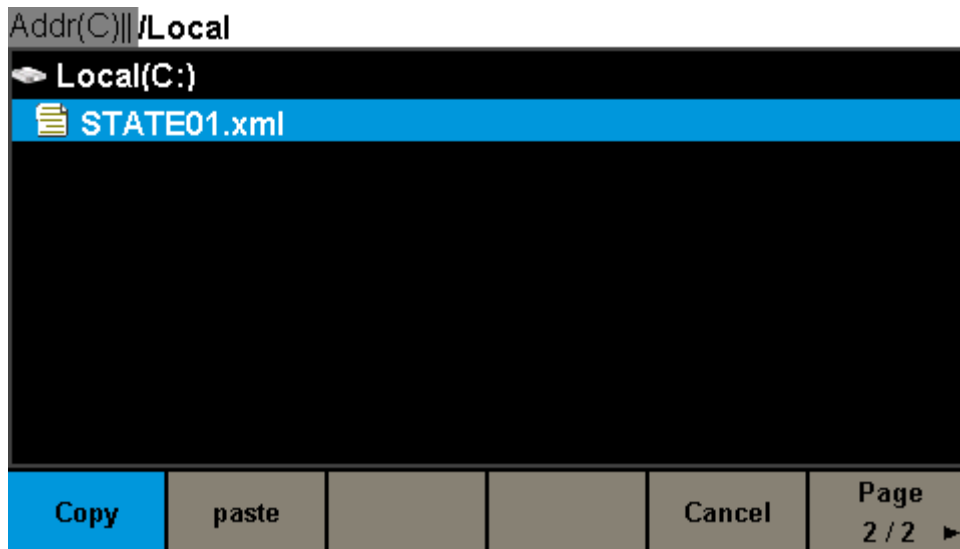 Addr(C)|| /Local
Local(C:)
STATE01.xml
Copy
paste
Cancel
Page
2 / 2 ►